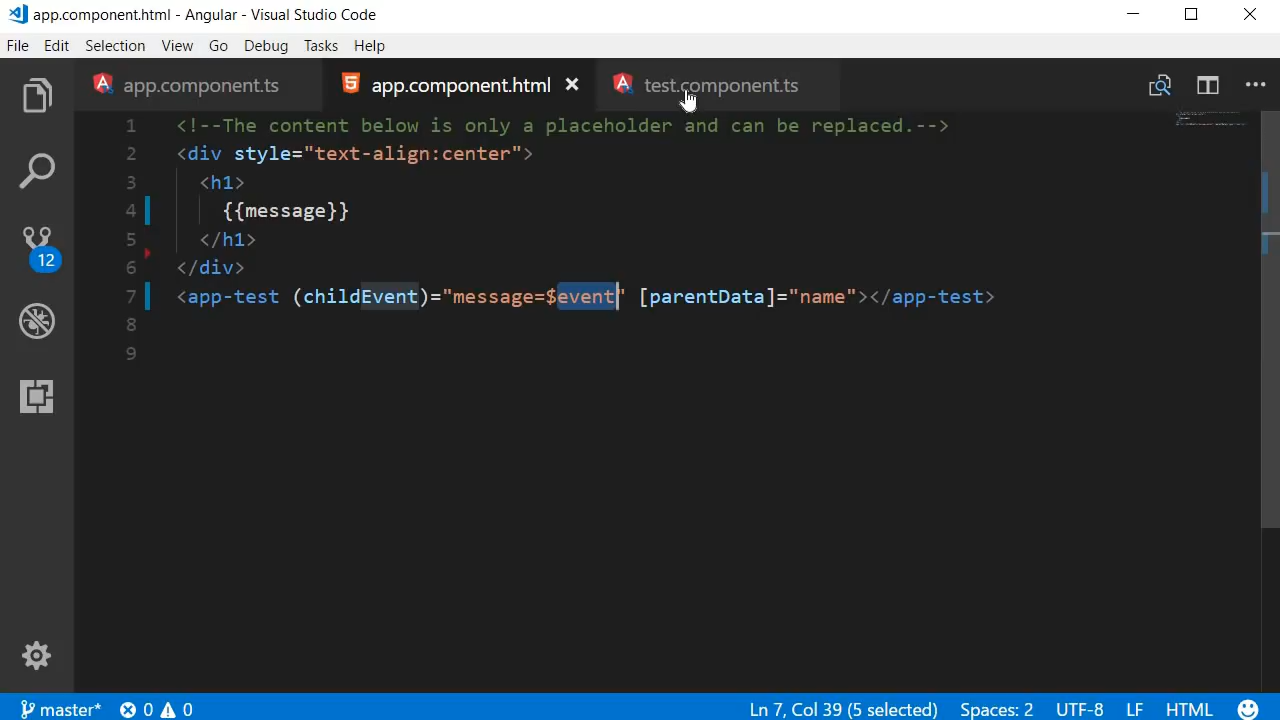 app.component.html - Angular - Visual Studio Code
File Edit Selection View Go Debug Tasks Help
app.component.ts app.component.html test.component.ts
1 <!--The content below is only a placeholder and can be replaced.-->
2 <div style="text-align:center">
3 <h1>
4 {{message}}
5 </h1>
6 </div>
7 <app-test (childEvent)="message=$event" [parentData]="name"></app-test>
8
9
12
master* 0 0 Ln 7, Col 39 (5 selected) Spaces: 2 UTF-8 LF HTML